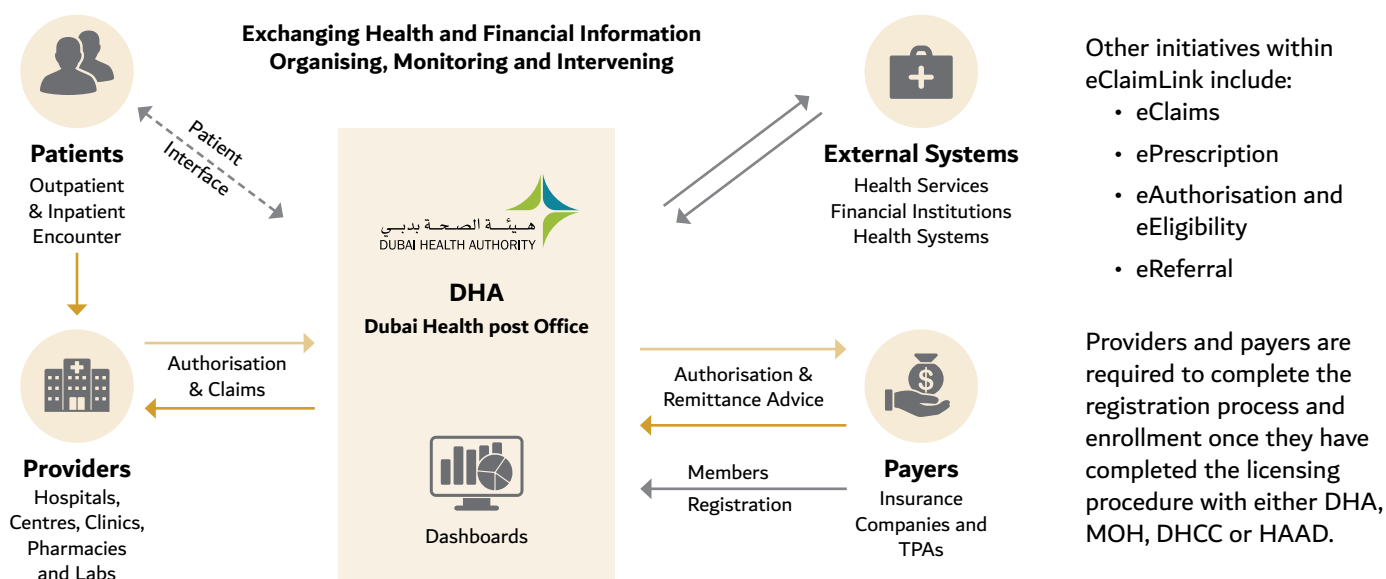 Exchanging Health and Financial Information
Organising, Monitoring and Intervening
Patients
Outpatient
& Inpatient
Encounter
Patient
Interface
هـيئـة الصـحـة بدبـي
DUBAI HEALTH AUTHORITY
DHA
Dubai Health post Office
Dashboards
External Systems
Health Services
Financial Institutions
Health Systems
Authorisation
& Claims
Providers
Hospitals,
Centres, Clinics,
Pharmacies
and Labs
Authorisation &
Remittance Advice
Members
Registration
Payers
Insurance
Companies and
TPAs
Other initiatives within
eClaimLink include:
• eClaims
• ePrescription
• eAuthorisation and
eEligibility
• eReferral
Providers and payers are
required to complete the
registration process and
enrollment once they have
completed the licensing
procedure with either DHA,
MOH, DHCC or HAAD.